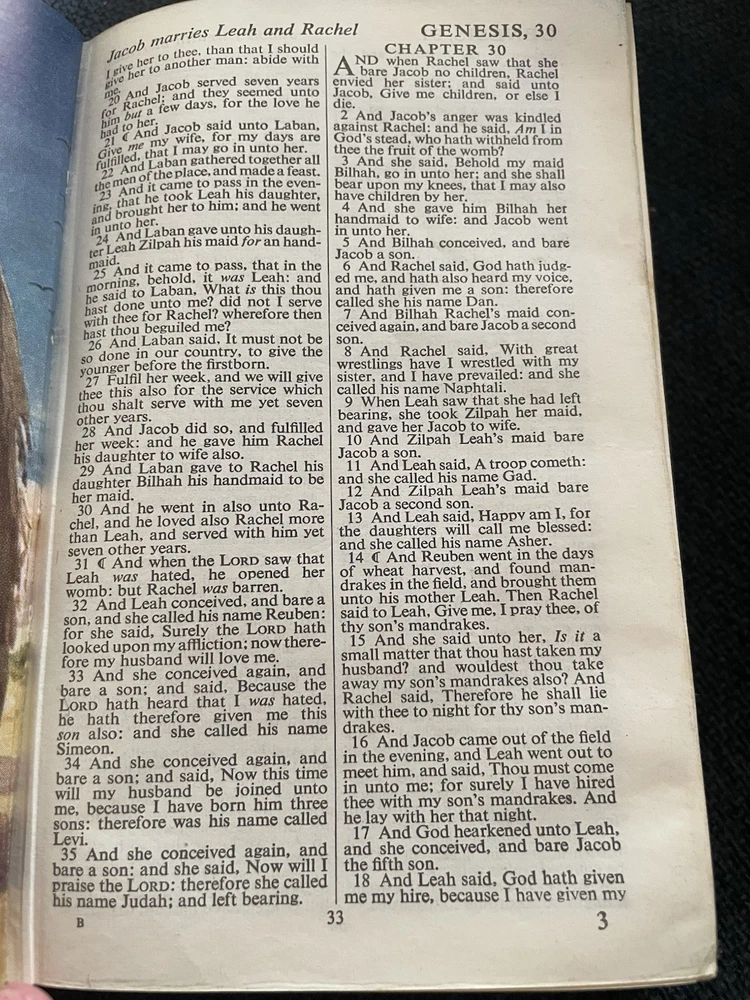 Jacob marries Leah and Rachel
GENESIS, 30
I give her to thee, than that I should
give her to another man: abide with
me.
20 And Jacob served seven years
for Rachel; and they seemed unto
him but a few days, for the love he
had to her.
21 ¶ And Jacob said unto Laban,
Give me my wife, for my days are
fulfilled, that I may go in unto her.
22 And Laban gathered together all
the men of the place, and made a feast.
23 And it came to pass in the even-
ing, that he took Leah his daughter,
and brought her to him; and he went
in unto her.
24 And Laban gave unto his daugh-
ter Leah Zilpah his maid for an hand-
maid.
25 And it came to pass, that in the
morning, behold, it was Leah: and
he said to Laban, What is this thou
hast done unto me? did not I serve
with thee for Rachel? wherefore then
hast thou beguiled me?
26 And Laban said, It must not be
so done in our country, to give the
younger before the firstborn.
27 Fulfil her week, and we will give
thee this also for the service which
thou shalt serve with me yet seven
other years.
28 And Jacob did so, and fulfilled
her week: and he gave him Rachel
his daughter to wife also.
29 And Laban gave to Rachel his
daughter Bilhah his handmaid to be
her maid.
30 And he went in also unto Ra-
chel, and he loved also Rachel more
than Leah, and served with him yet
seven other years.
31 ¶ And when the LORD saw that
Leah was hated, he opened her
womb: but Rachel was barren.
32 And Leah conceived, and bare a
son, and she called his name Reuben:
for she said, Surely the LORD hath
looked upon my affliction; now there-
fore my husband will love me.
33 And she conceived again, and
bare a son; and said, Because the
LORD hath heard that I was hated,
he hath therefore given me this
son also: and she called his name
Simeon.
34 And she conceived again, and
bare a son; and said, Now this time
will my husband be joined unto
me, because I have born him three
sons: therefore was his name called
Levi.
35 And she conceived again, and
bare a son: and she said, Now will I
praise the LORD: therefore she called
his name Judah; and left bearing.
CHAPTER 30
AND when Rachel saw that she
bare Jacob no children, Rachel
envied her sister; and said unto
Jacob, Give me children, or else I
die.
2 And Jacob's anger was kindled
against Rachel: and he said, Am I in
God's stead, who hath withheld from
thee the fruit of the womb?
3 And she said, Behold my maid
Bilhah, go in unto her; and she shall
bear upon my knees, that I may also
have children by her.
4 And she gave him Bilhah her
handmaid to wife: and Jacob went
in unto her.
5 And Bilhah conceived, and bare
Jacob a son.
6 And Rachel said, God hath judg-
ed me, and hath also heard my voice,
and hath given me a son: therefore
called she his name Dan.
7 And Bilhah Rachel's maid con-
ceived again, and bare Jacob a second
son.
8 And Rachel said, With great
wrestlings have I wrestled with my
sister, and I have prevailed: and she
called his name Naphtali.
9 When Leah saw that she had left
bearing, she took Zilpah her maid,
and gave her Jacob to wife.
10 And Zilpah Leah's maid bare
Jacob a son.
11 And Leah said, A troop cometh:
and she called his name Gad.
12 And Zilpah Leah's maid bare
Jacob a second son.
13 And Leah said, Happy am I, for
the daughters will call me blessed:
and she called his name Asher.
14 ¶ And Reuben went in the days
of wheat harvest, and found man-
drakes in the field, and brought them
unto his mother Leah. Then Rachel
said to Leah, Give me, I pray thee, of
thy son's mandrakes.
15 And she said unto her, Is it a
small matter that thou hast taken my
husband? and wouldest thou take
away my son's mandrakes also? And
Rachel said, Therefore he shall lie
with thee to night for thy son's man-
drakes.
16 And Jacob came out of the field
in the evening, and Leah went out to
meet him, and said, Thou must come
in unto me; for surely I have hired
thee with my son's mandrakes. And
he lay with her that night.
17 And God hearkened unto Leah,
and she conceived, and bare Jacob
the fifth son.
18 And Leah said, God hath given
me my hire, because I have given my
B
33
3